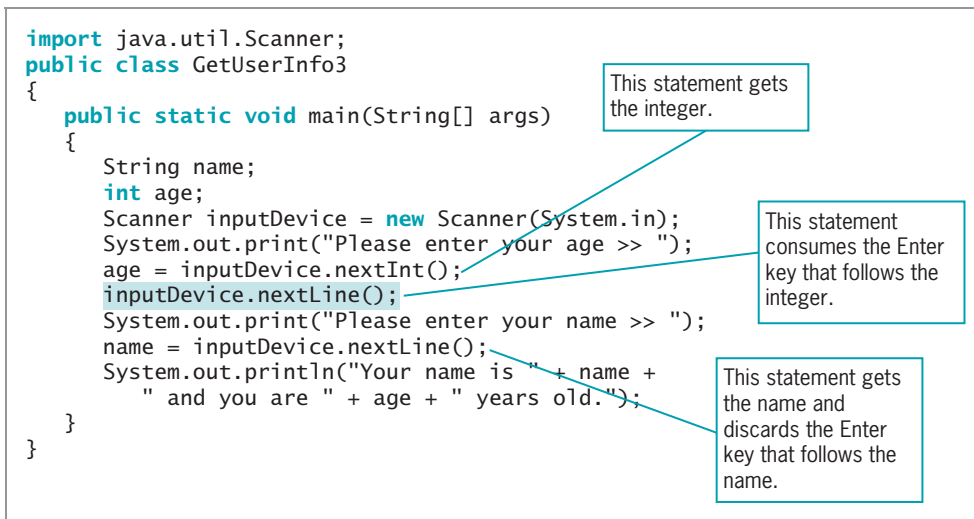 import java.util.Scanner;
public class GetUserInfo3
{
   public static void main(String[] args)
   {
      String name;
      int age;
      Scanner inputDevice = new Scanner(System.in);
      System.out.print("Please enter your age >> ");
      age = inputDevice.nextInt();
      inputDevice.nextLine();
      System.out.print("Please enter your name >> ");
      name = inputDevice.nextLine();
      System.out.println("Your name is " + name +
         " and you are " + age + " years old.");
   }
}
This statement gets
the integer.
This statement
consumes the Enter
key that follows the
integer.
This statement gets
the name and
discards the Enter
key that follows the
name.